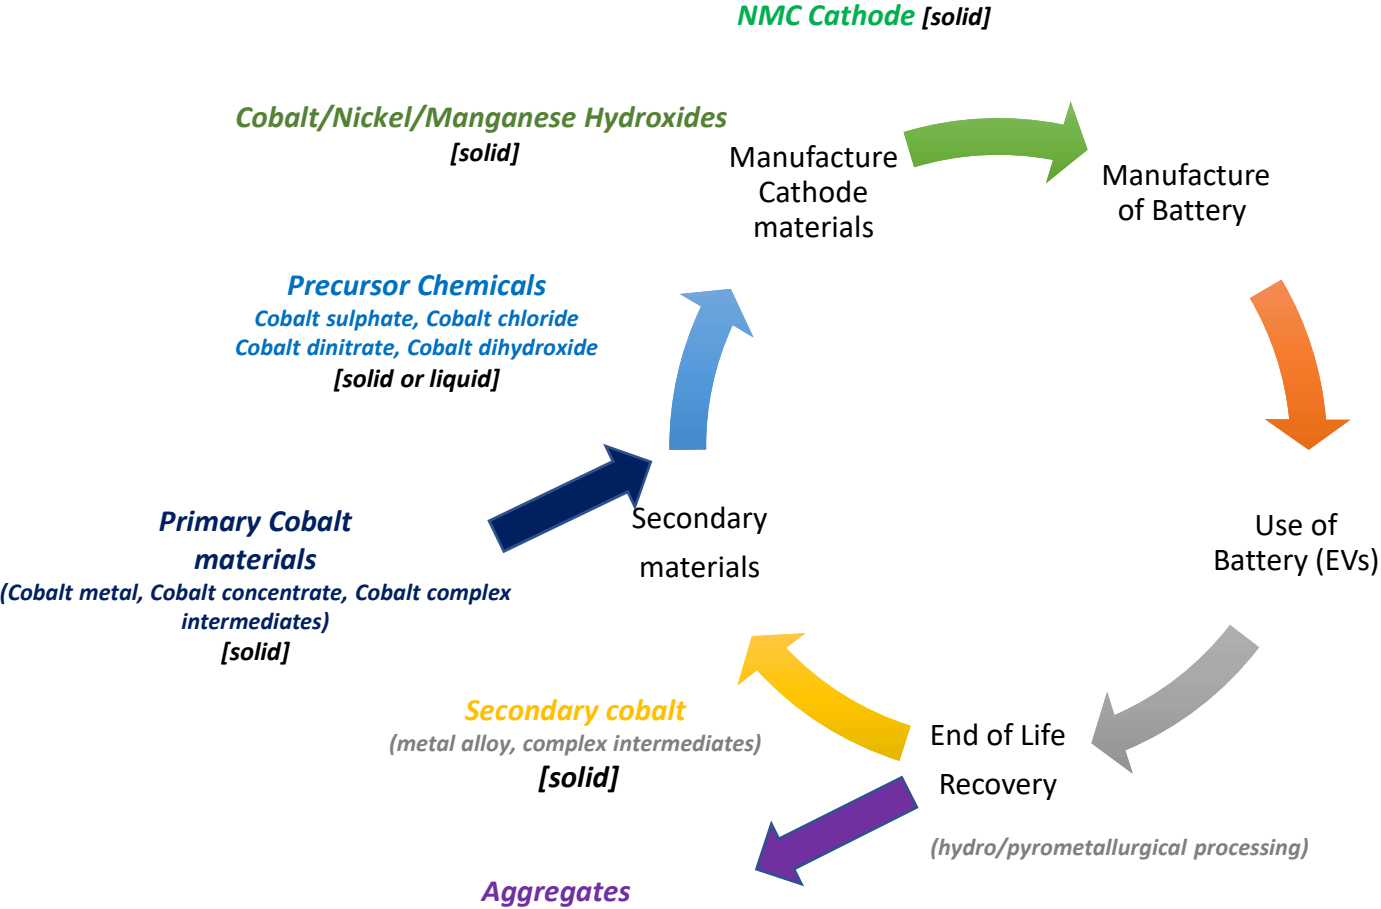 NMC Cathode [solid]
Cobalt/Nickel/Manganese Hydroxides
[solid]
Manufacture
Cathode
materials
Manufacture
of Battery
Precursor Chemicals
Cobalt sulphate, Cobalt chloride
Cobalt dinitrate, Cobalt dihydroxide
[solid or liquid]
Primary Cobalt
materials
(Cobalt metal, Cobalt concentrate, Cobalt complex
intermediates)
[solid]
Secondary
materials
Use of
Battery (EVs)
Secondary cobalt
(metal alloy, complex intermediates)
[solid]
End of Life
Recovery
(hydro/pyrometallurgical processing)
Aggregates